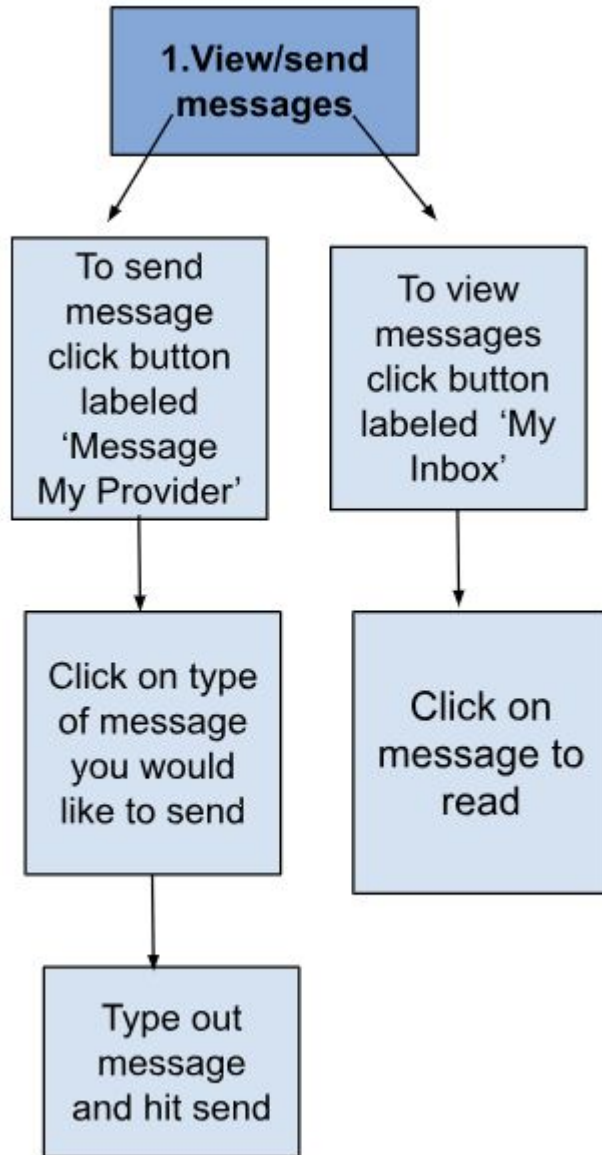 1.View/send
messages
To send
message
click button
labeled
‘Message
My Provider’
To view
messages
click button
labeled ‘My
Inbox’
Click on type
of message
you would
like to send
Click on
message to
read
Type out
message
and hit send